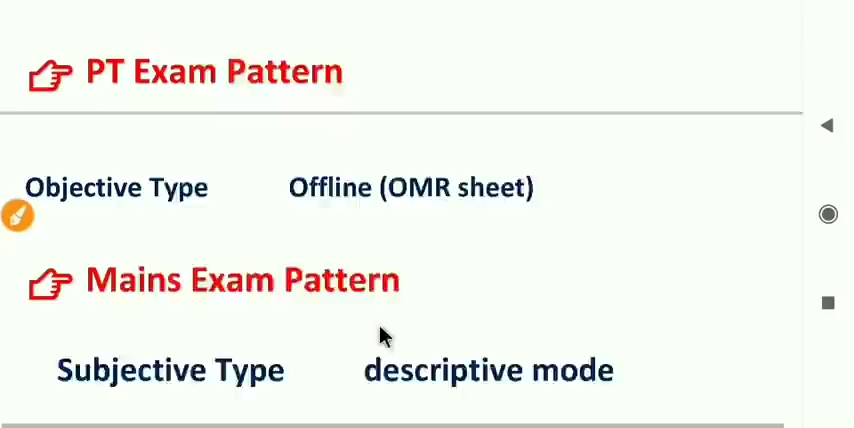 PT Exam Pattern
Objective Type Offline (OMR sheet)
Mains Exam Pattern
Subjective Type descriptive mode